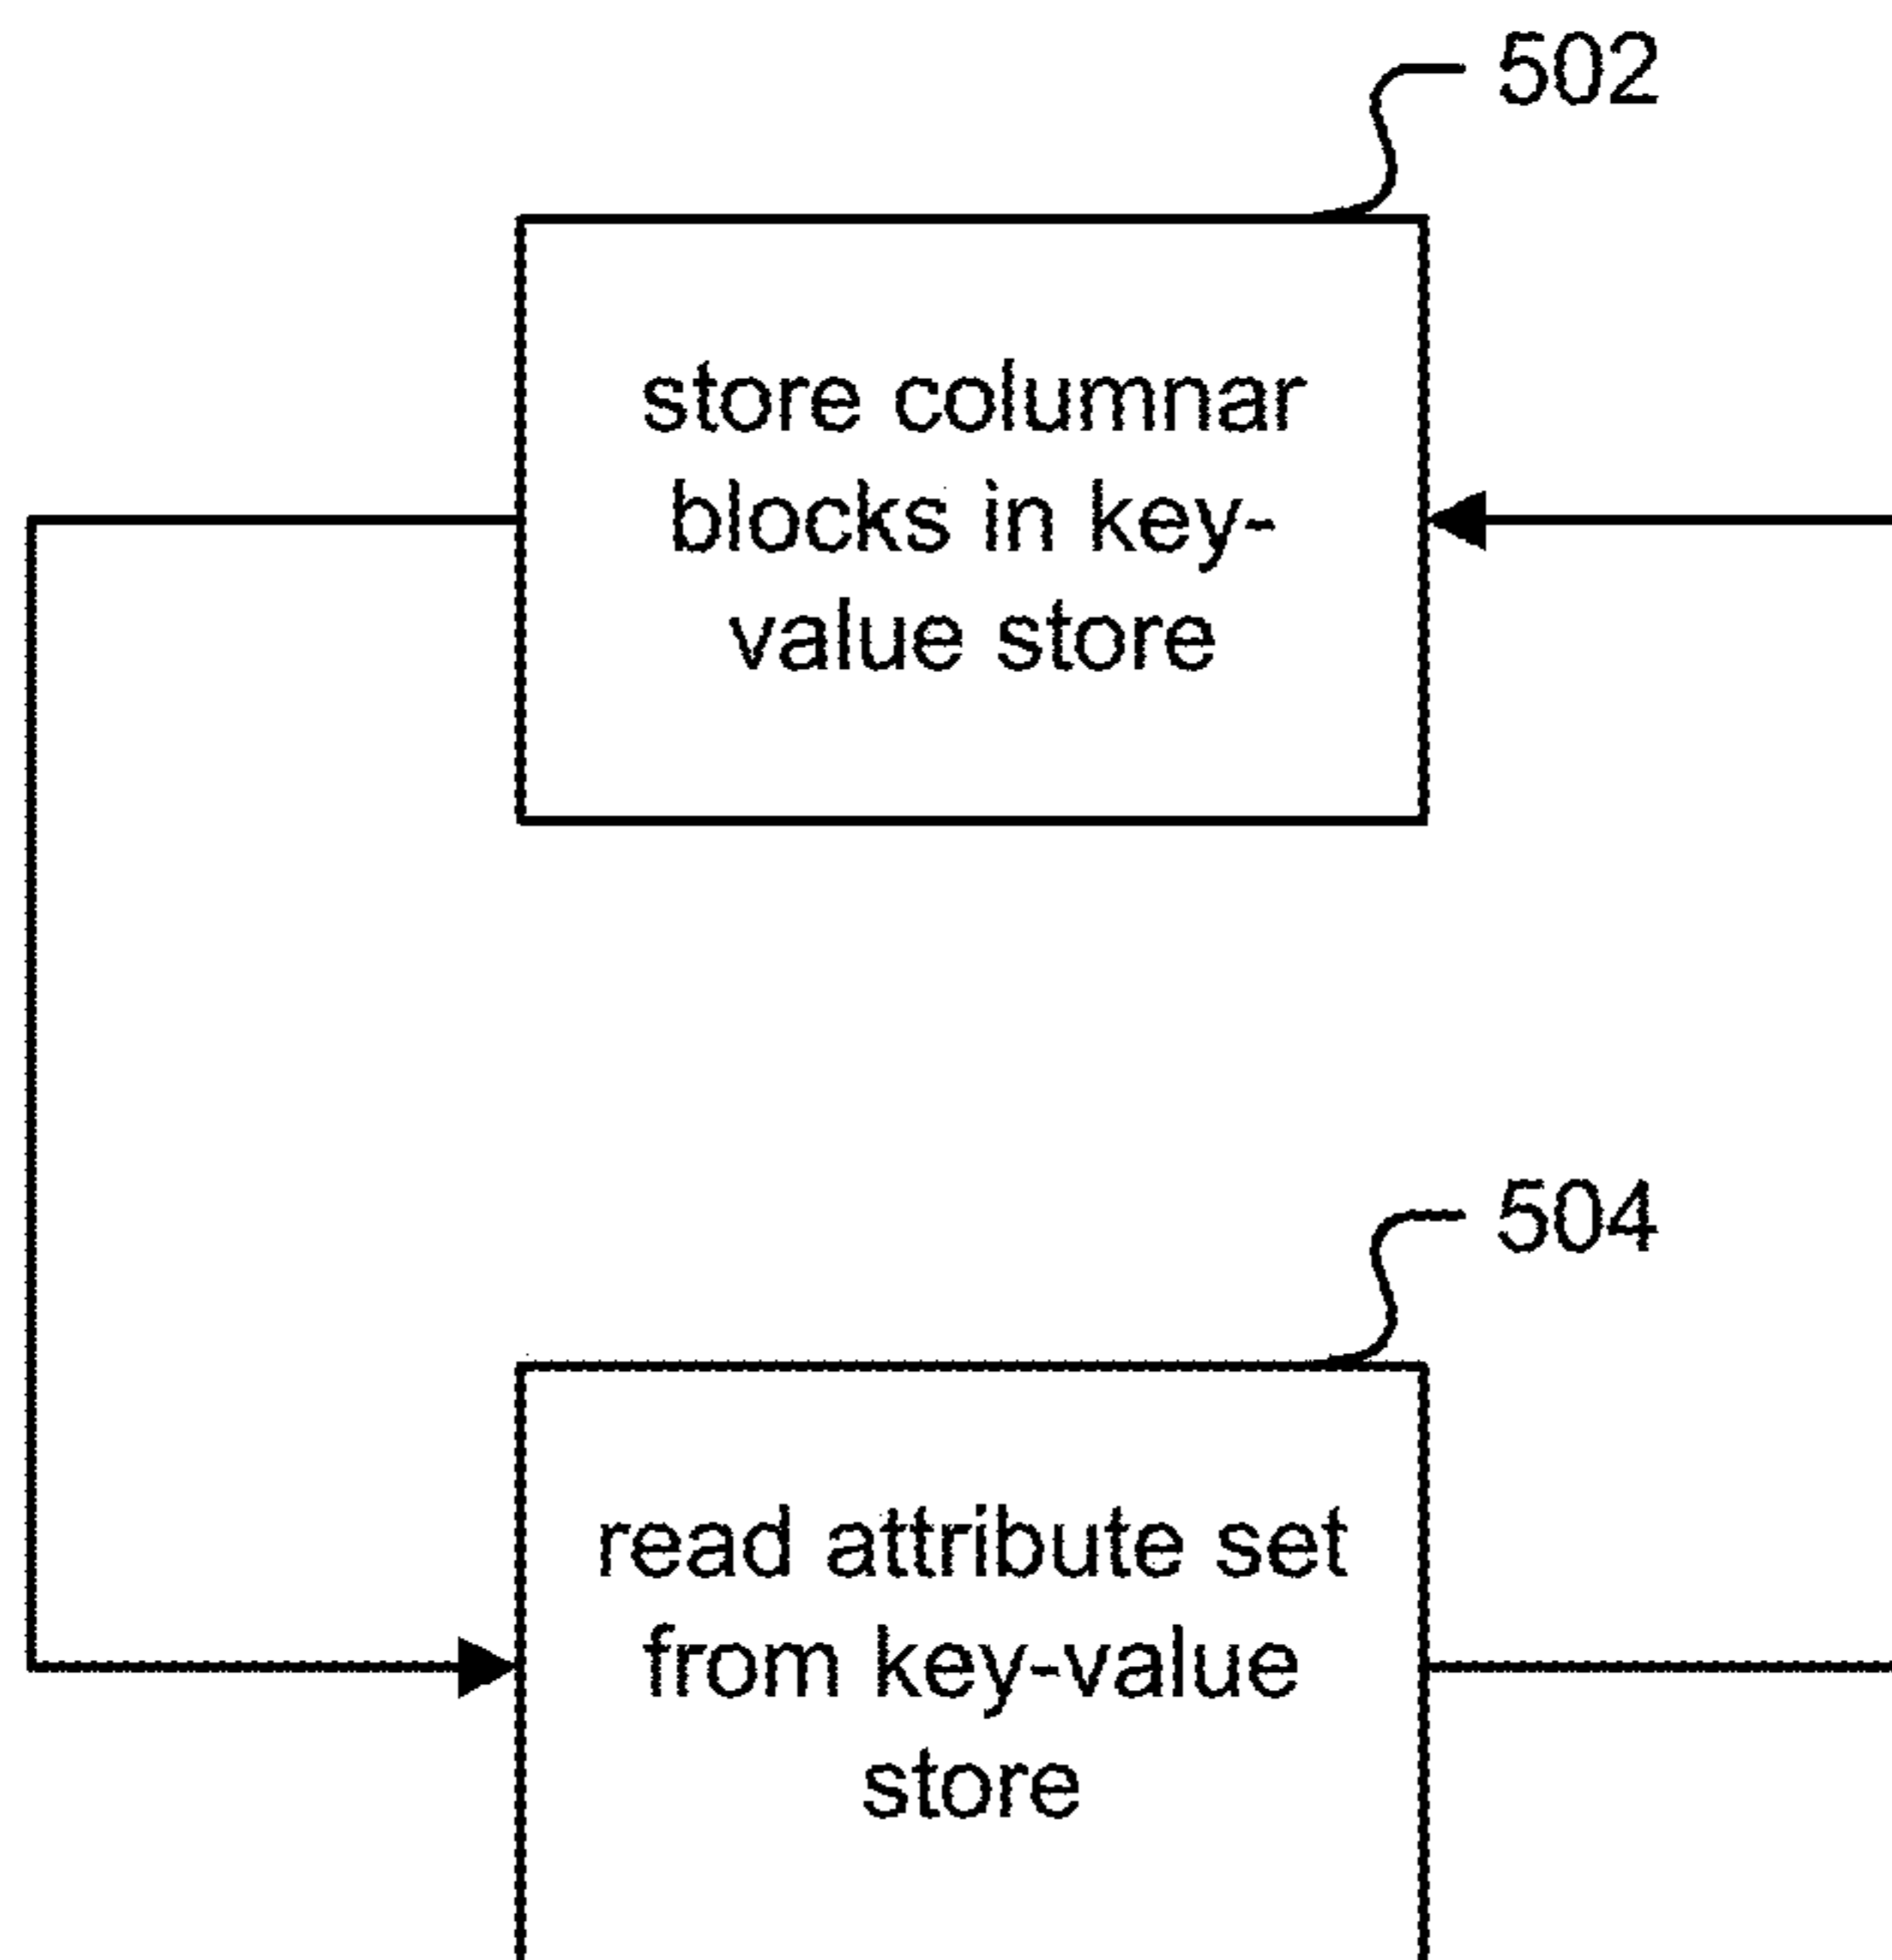 502
store columnar
blocks in key-
value store
504
read attribute set
from key-value
store